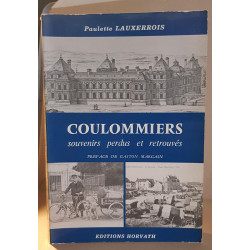 Paulette LAUXERROIS
COULOMMIERS
souvenirs perdus et retrouvés
PRÉFACE DE GASTON MARGAIN
EDITIONS HORVATH